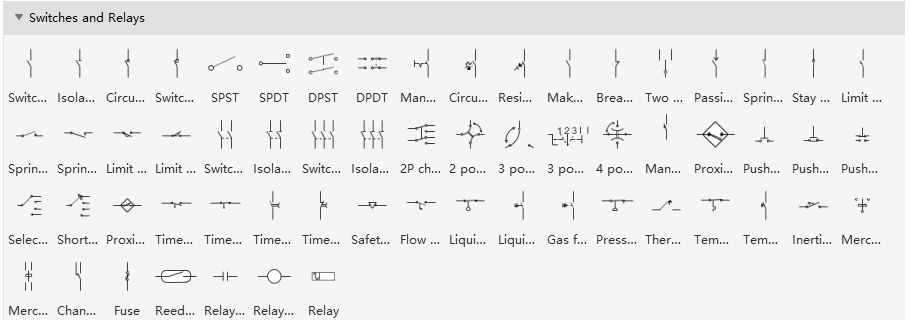 Switches and Relays
Switc... Isola... Circu... Switc... SPST SPDT DPST DPDT Man... Circu... Resi... Mak... Brea... Two ... Passi... Sprin... Stay ... Limit ...
Sprin... Sprin... Limit ... Limit ... Switc... Isola... Switc... Isola... 2P ch... 2 po... 3 po... 3 po... 4 po... Man... Proxi... Push... Push... Push...
Selec... Short... Proxi... Time... Time... Time... Time... Safet... Flow ... Liqui... Liqui... Gas f... Press... Ther... Tem... Tem... Inerti... Merc...
Merc... Chan... Fuse Reed... Relay... Relay... Relay